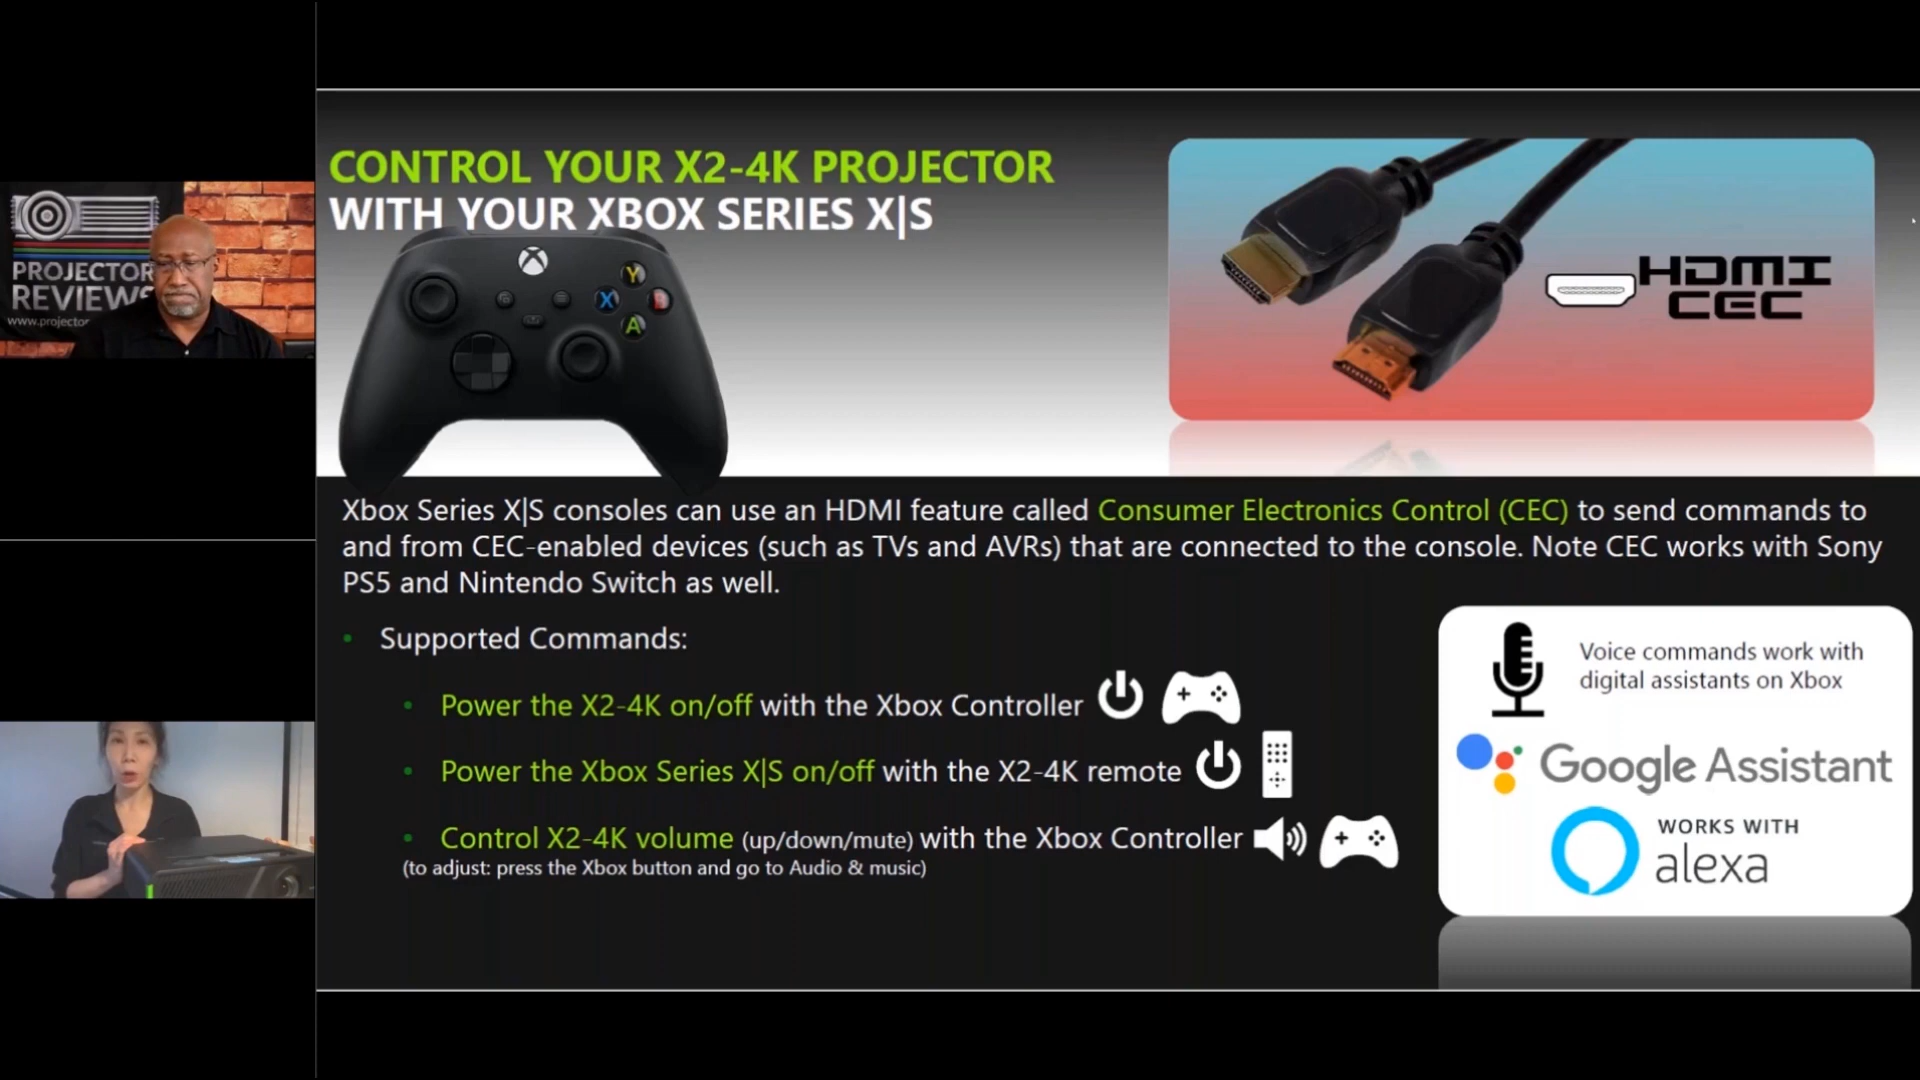 PROJECTOR
REVIEWS
www.projector
CONTROL YOUR X2-4K PROJECTOR
WITH YOUR XBOX SERIES X|S
Y
X
B
A
HDMI
CEC
Xbox Series X|S consoles can use an HDMI feature called Consumer Electronics Control (CEC) to send commands to
and from CEC-enabled devices (such as TVs and AVRs) that are connected to the console. Note CEC works with Sony
PS5 and Nintendo Switch as well.
• Supported Commands:
• Power the X2-4K on/off with the Xbox Controller
• Power the Xbox Series X|S on/off with the X2-4K remote
• Control X2-4K volume (up/down/mute) with the Xbox Controller
(to adjust: press the Xbox button and go to Audio & music)
Voice commands work with
digital assistants on Xbox
Google Assistant
WORKS WITH
alexa